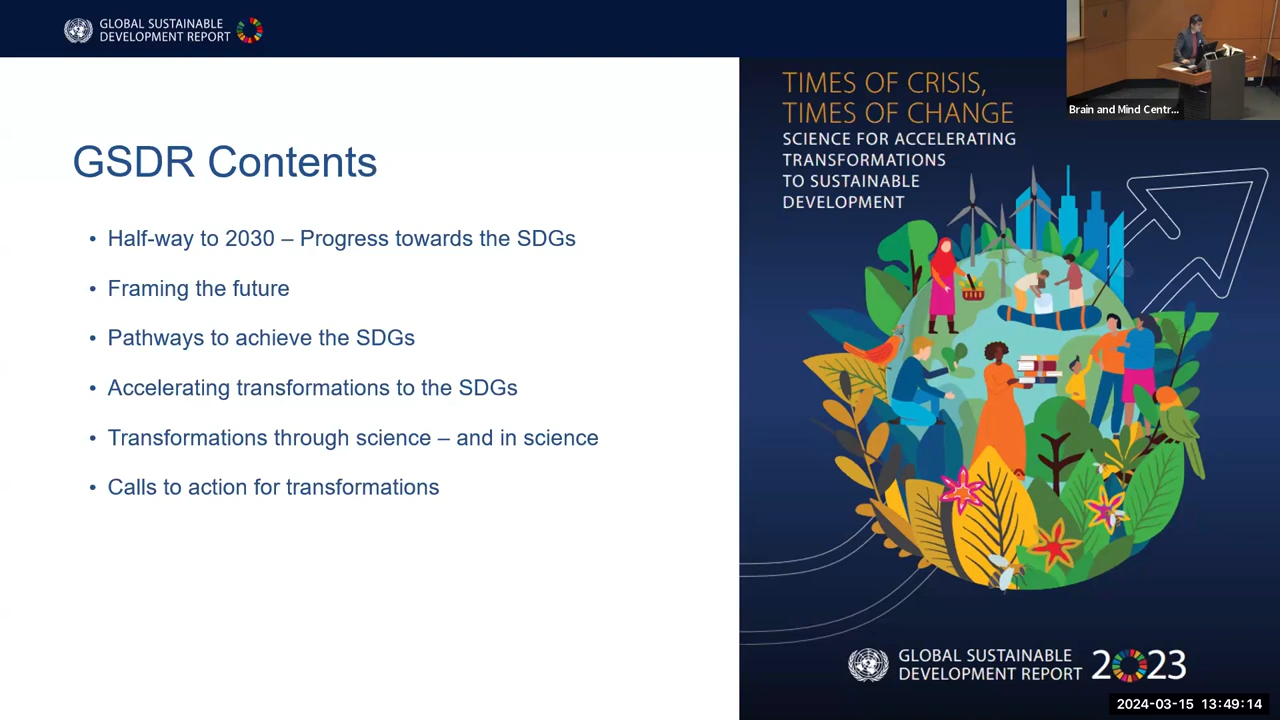 GLOBAL SUSTAINABLE
DEVELOPMENT REPORT
GSDR Contents
• Half-way to 2030 – Progress towards the SDGs
• Framing the future
• Pathways to achieve the SDGs
• Accelerating transformations to the SDGs
• Transformations through science – and in science
• Calls to action for transformations
TIMES OF CRISIS,
TIMES OF CHANGE
SCIENCE FOR ACCELERATING
TRANSFORMATIONS
TO SUSTAINABLE
DEVELOPMENT
Brain and Mind Centr...
GLOBAL SUSTAINABLE
DEVELOPMENT REPORT 2023
2024-03-15 13:49:14